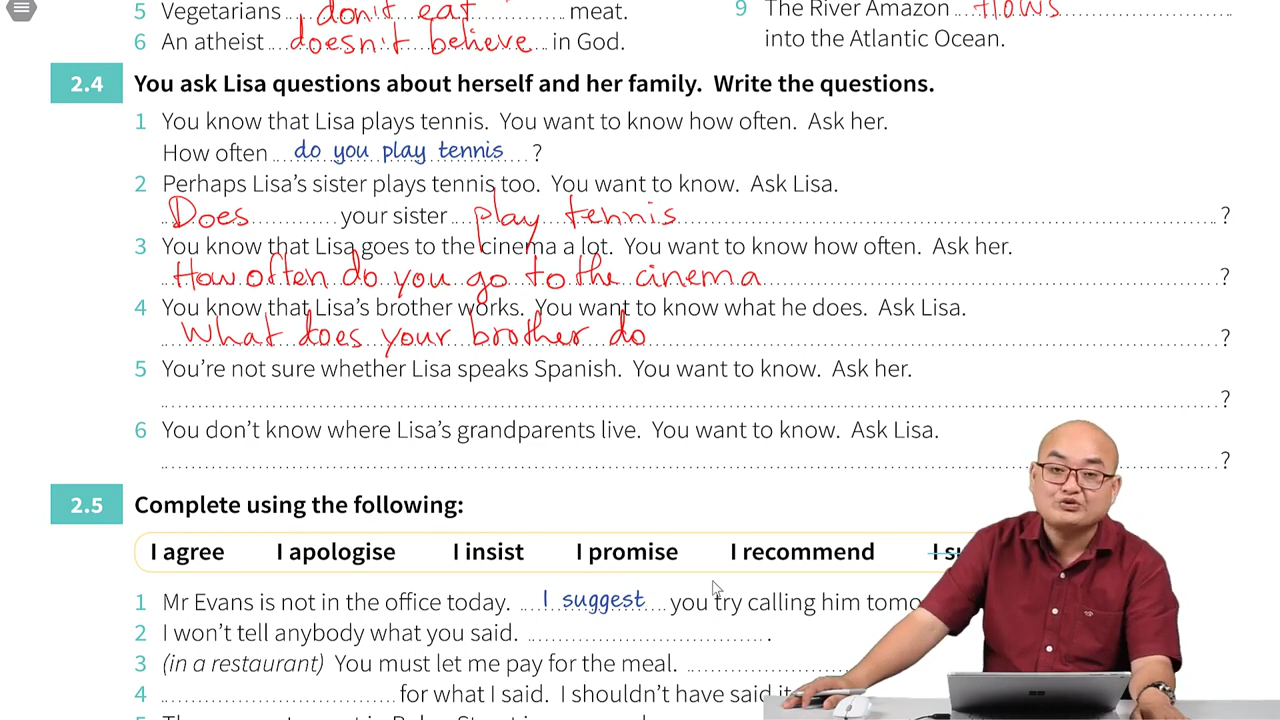 5 Vegetarians don't eat meat.
6 An atheist doesn't believe in God.
9 The River Amazon flows
into the Atlantic Ocean.
2.4 You ask Lisa questions about herself and her family. Write the questions.
1 You know that Lisa plays tennis. You want to know how often. Ask her.
How often do you play tennis ?
2 Perhaps Lisa's sister plays tennis too. You want to know. Ask Lisa.
Does your sister play tennis ?
3 You know that Lisa goes to the cinema a lot. You want to know how often. Ask her.
How often do you go to the cinema ?
4 You know that Lisa's brother works. You want to know what he does. Ask Lisa.
What does your brother do ?
5 You're not sure whether Lisa speaks Spanish. You want to know. Ask her.
?
6 You don't know where Lisa's grandparents live. You want to know. Ask Lisa.
?
2.5 Complete using the following:
I agree I apologise I insist I promise I recommend I
1 Mr Evans is not in the office today. I suggest you try calling him
2 I won't tell anybody what you said. .
3 (in a restaurant) You must let me pay for the meal.
4 for what I said. I shouldn't have said it